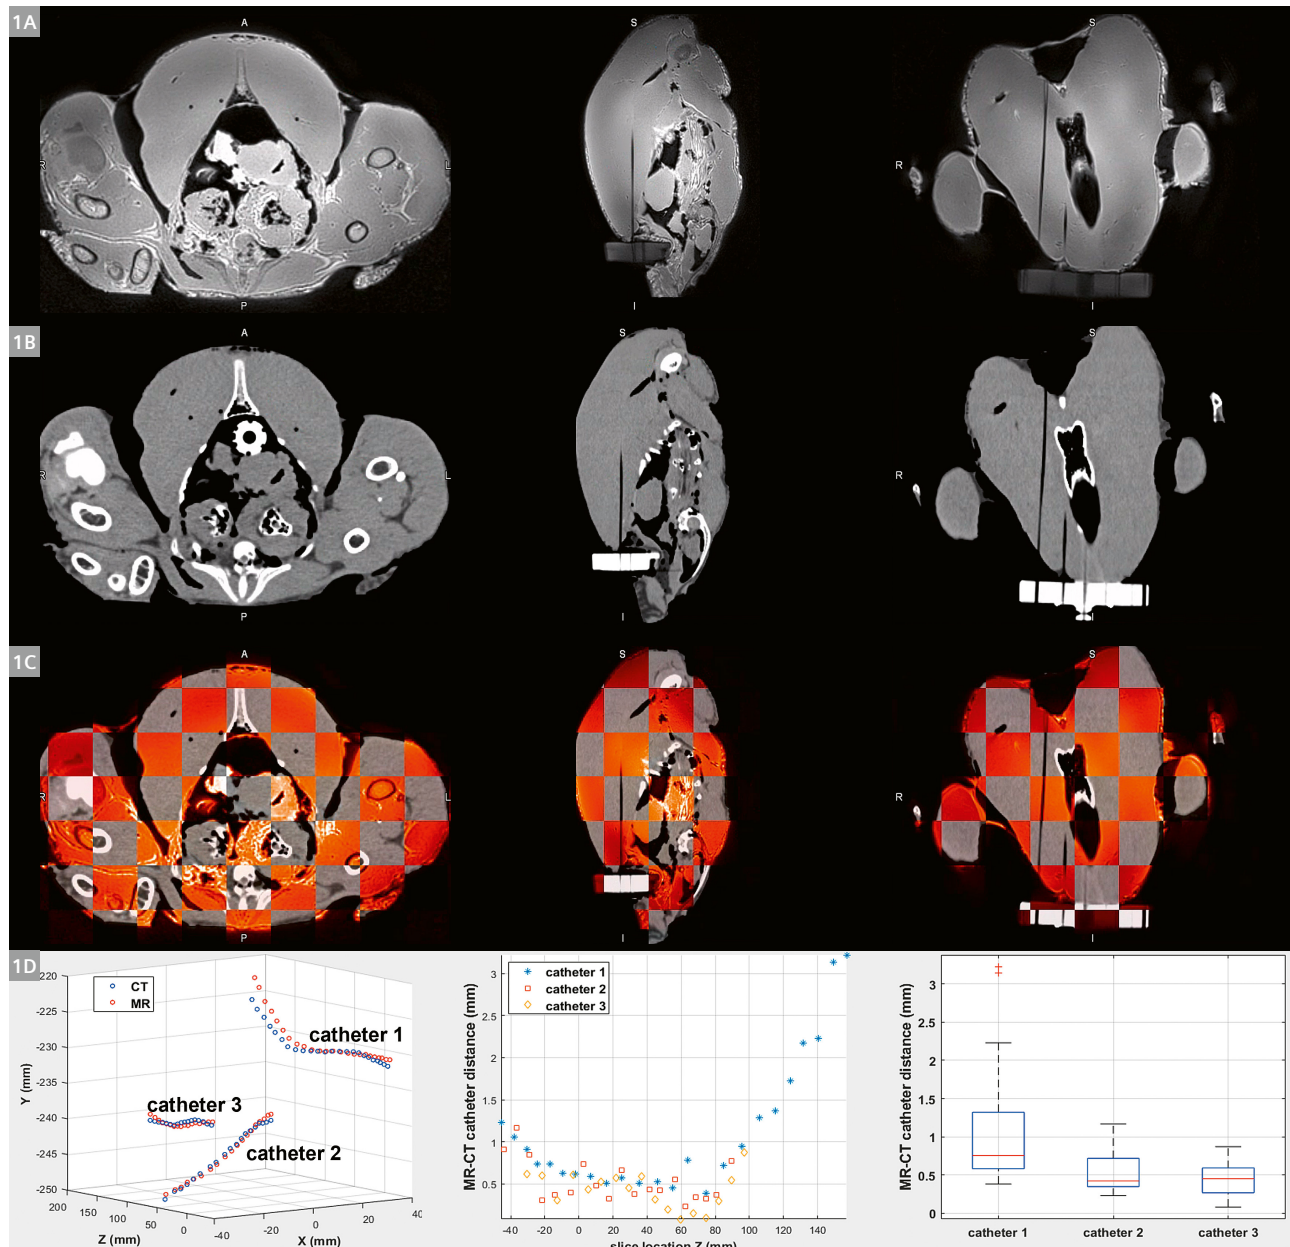 1A
A
S
S
R
L
R
P
I
I
1B
A
S
S
R
L
R
P
I
I
1C
A
S
S
R
L
R
P
I
I
1D
CT
MR
catheter 1
catheter 3
catheter 2
Y (mm)
-220
-225
-230
-235
-240
-245
-250
200
150
100
50
0
Z (mm)
-40
-20
0
20
40
X (mm)
catheter 1
catheter 2
catheter 3
MR-CT catheter distance (mm)
3
2.5
2
1.5
1
0.5
-40 -20 0 20 40 60 80 100 120 140
slice location Z (mm)
MR-CT catheter distance (mm)
3
2.5
2
1.5
1
0.5
0
catheter 1 catheter 2 catheter 3